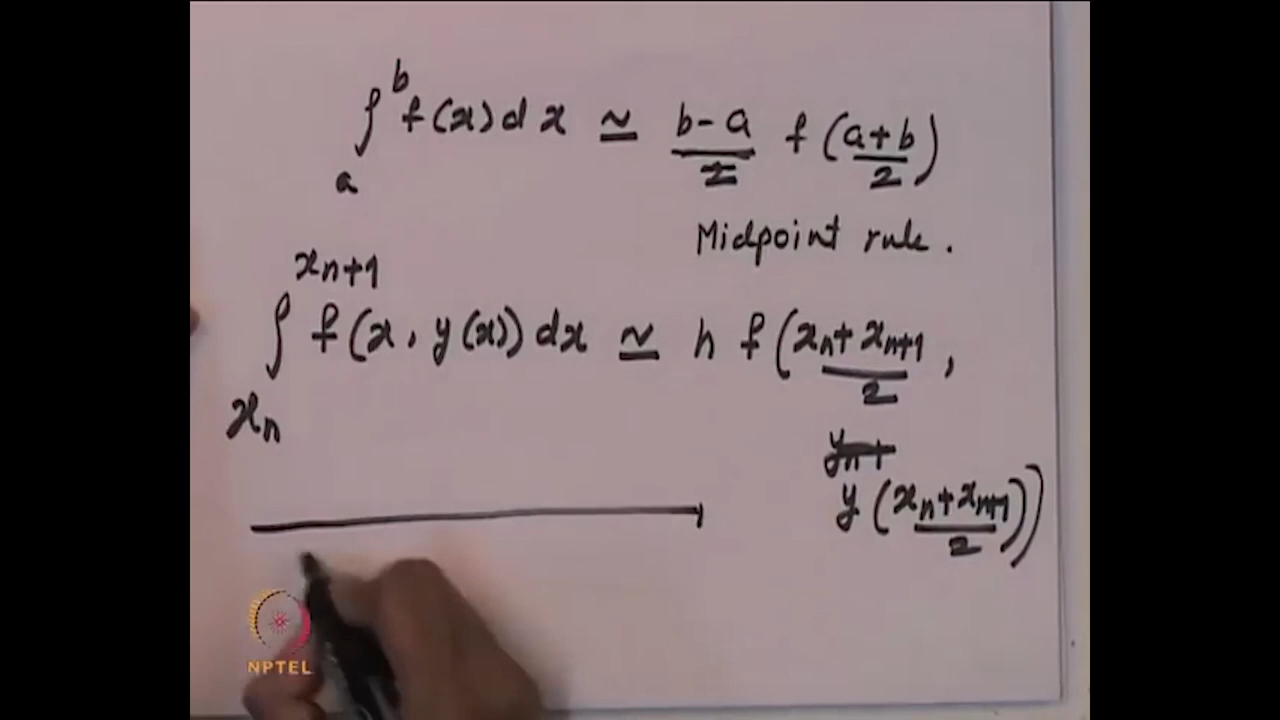 ∫_a^b f(x) dx ≃ (b-a)/2 f((a+b)/2)
Midpoint rule.
∫_{x_n}^{x_{n+1}} f(x, y(x)) dx ≃ h f((x_n + x_{n+1})/2,
y_{n+}
y((x_n + x_{n+1})/2))
NPTEL